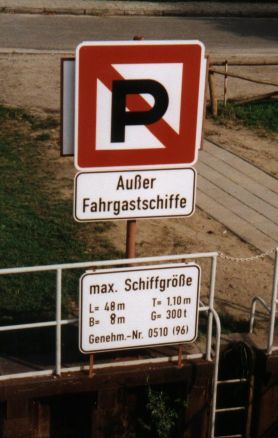 P
Außer
Fahrgastschiffe
max. Schiffgröße
L= 48 m T= 1.10 m
B= 8 m G= 300 t
Genehm.-Nr. 0510 (96)